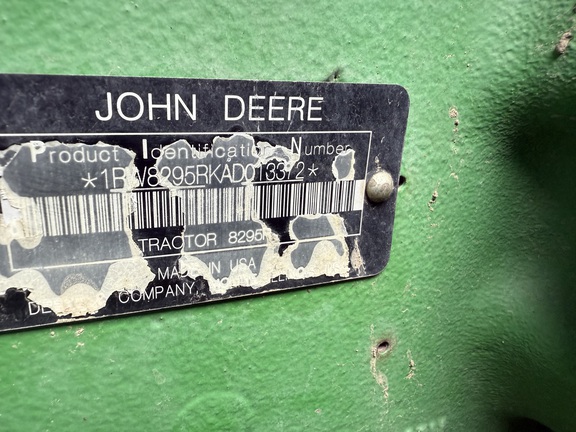 JOHN DEERE
Product Identification Number
*1RW8295RKAD013372*
TRACTOR 8295R
MADE IN USA
COMPANY,